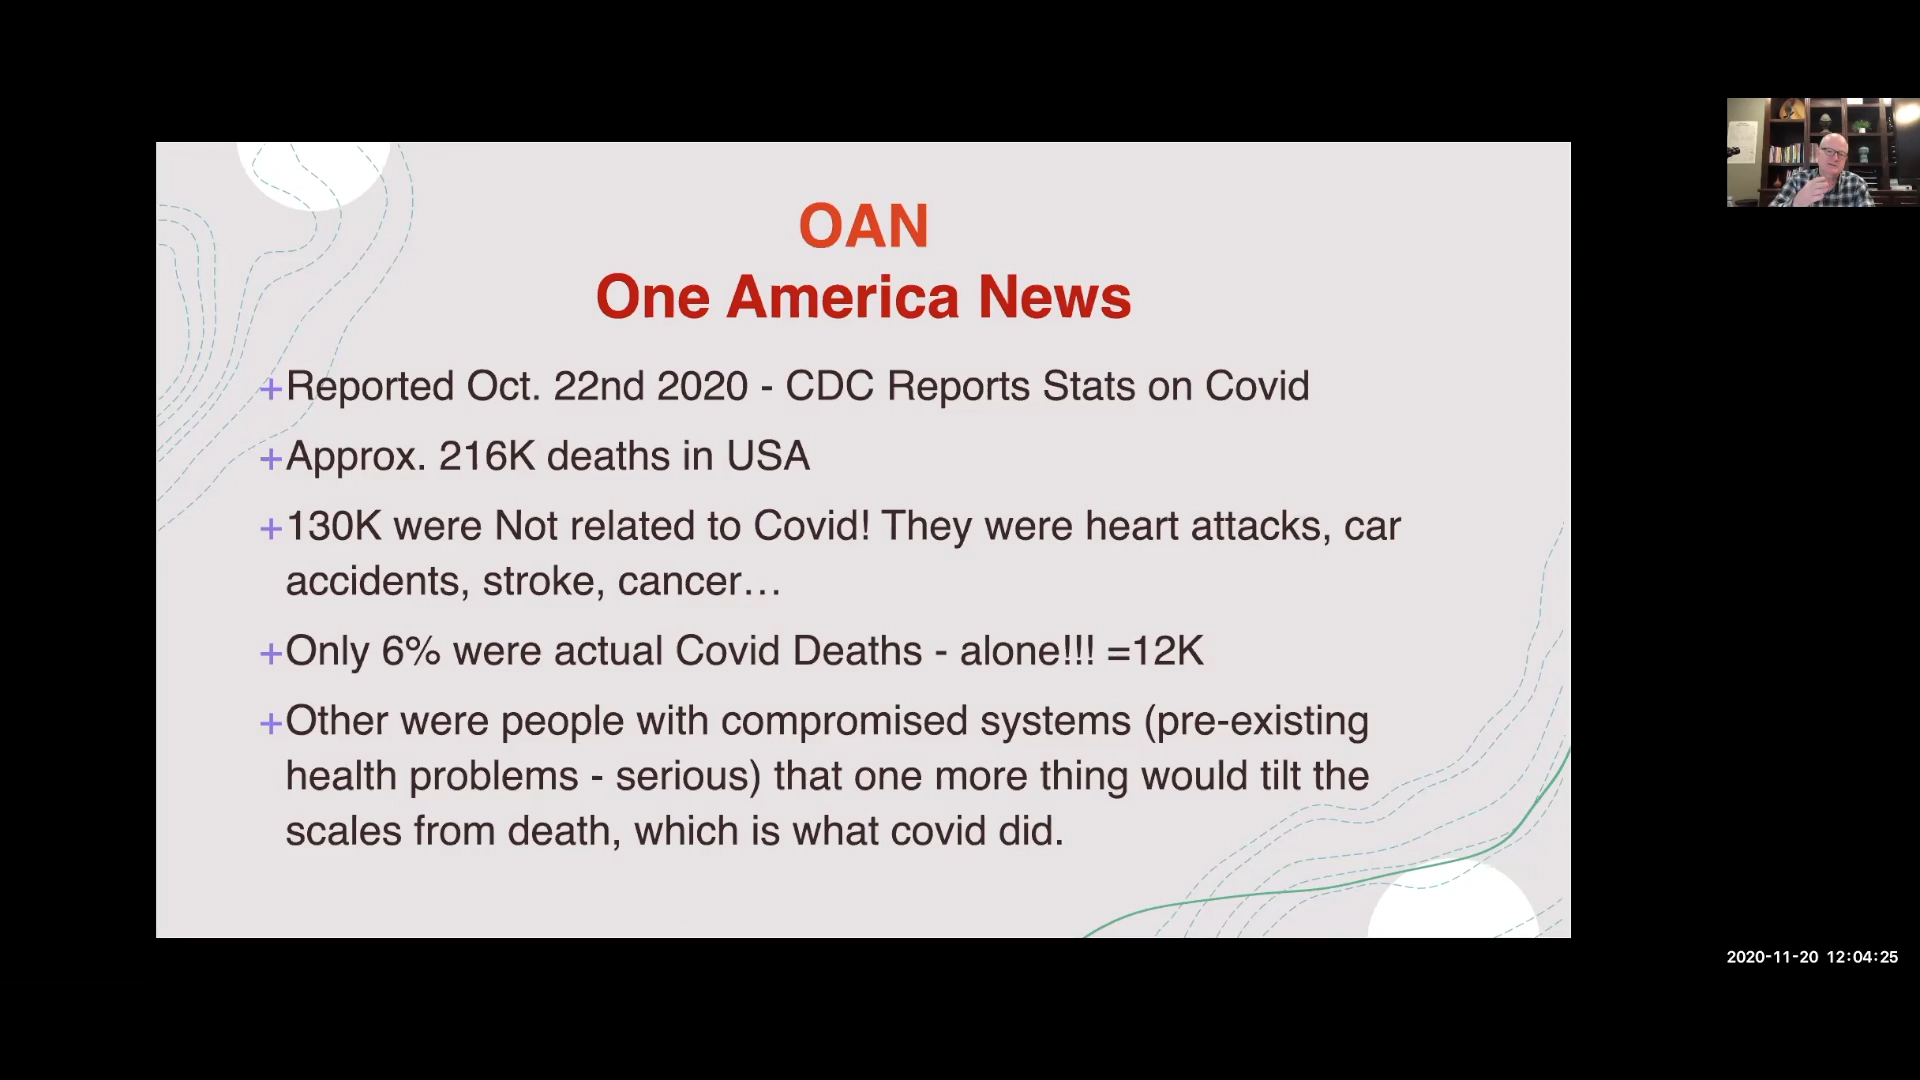 OAN
One America News
+Reported Oct. 22nd 2020 - CDC Reports Stats on Covid
+Approx. 216K deaths in USA
+130K were Not related to Covid! They were heart attacks, car
accidents, stroke, cancer…
+Only 6% were actual Covid Deaths - alone!!! =12K
+Other were people with compromised systems (pre-existing
health problems - serious) that one more thing would tilt the
scales from death, which is what covid did.
2020-11-20 12:04:25